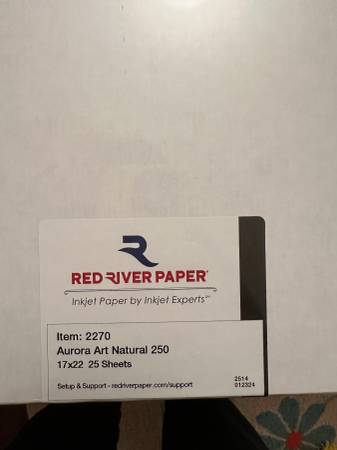 RED RIVER PAPER®
Inkjet Paper by Inkjet Experts℠
Item: 2270
Aurora Art Natural 250
17x22 25 Sheets
Setup & Support - redriverpaper.com/support
2514
012324